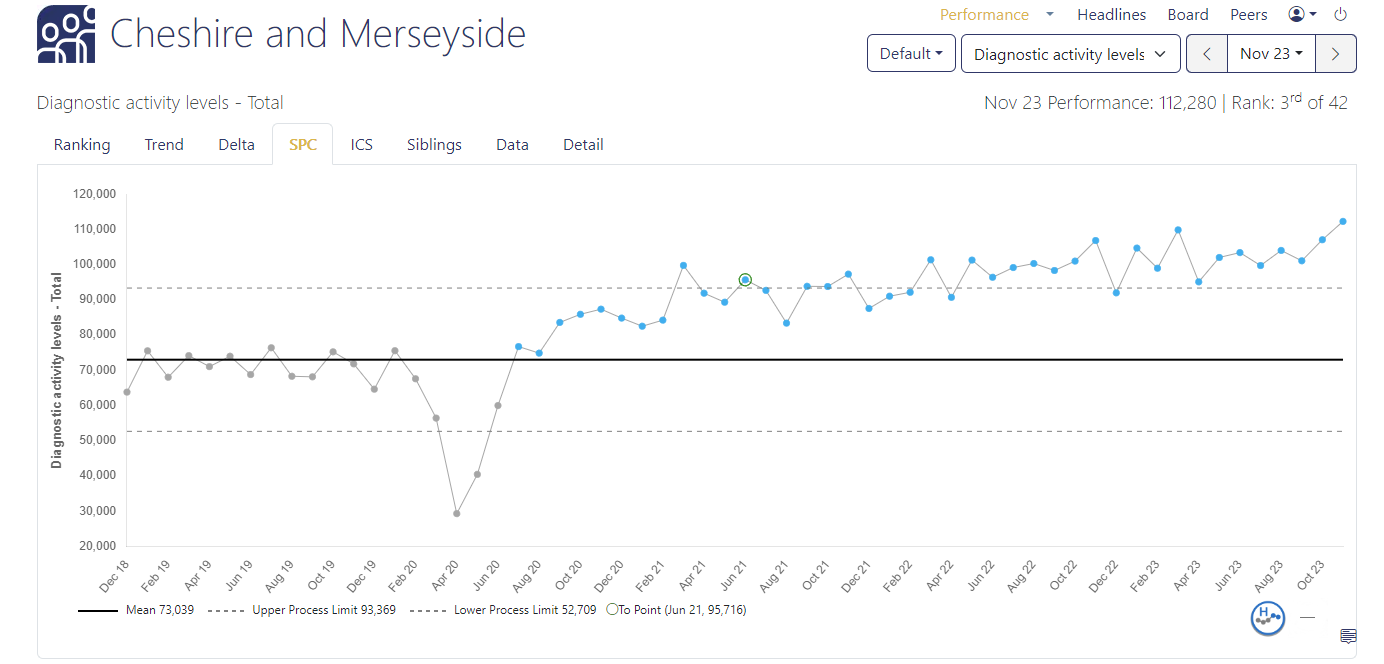 Cheshire and Merseyside
Performance Headlines Board Peers
Default Diagnostic activity levels Nov 23
Diagnostic activity levels - Total
Nov 23 Performance: 112,280 | Rank: 3rd of 42
Ranking Trend Delta SPC ICS Siblings Data Detail
Diagnostic activity levels - Total
120,000
110,000
100,000
90,000
80,000
70,000
60,000
50,000
40,000
30,000
20,000
Dec 18 Feb 19 Apr 19 Jun 19 Aug 19 Oct 19 Dec 19 Feb 20 Apr 20 Jun 20 Aug 20 Oct 20 Dec 20 Feb 21 Apr 21 Jun 21 Aug 21 Oct 21 Dec 21 Feb 22 Apr 22 Jun 22 Aug 22 Oct 22 Dec 22 Feb 23 Apr 23 Jun 23 Aug 23 Oct 23
Mean 73,039 Upper Process Limit 93,369 Lower Process Limit 52,709 To Point (Jun 21, 95,716)
H